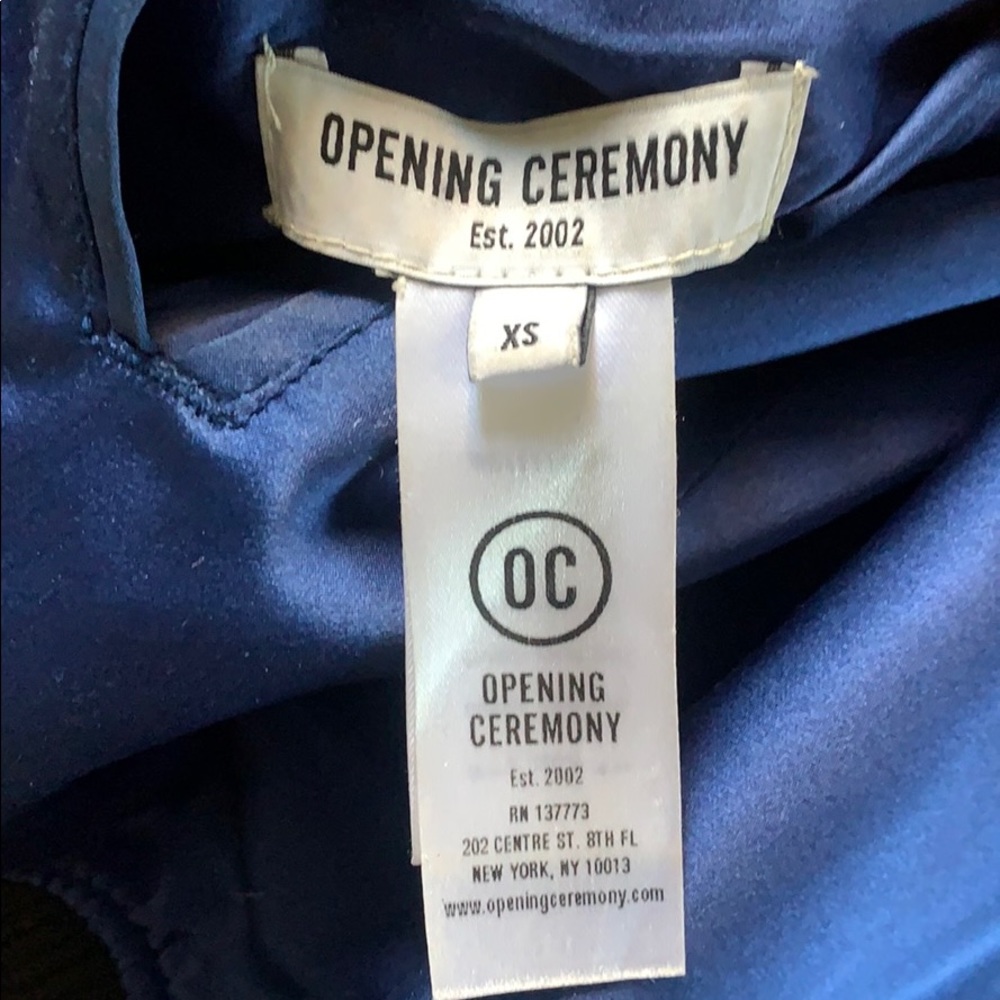 OPENING CEREMONY
Est. 2002
XS
OC
OPENING
CEREMONY
Est. 2002
RN 137773
202 CENTRE ST. 8TH FL
NEW YORK, NY 10013
www.openingceremony.com